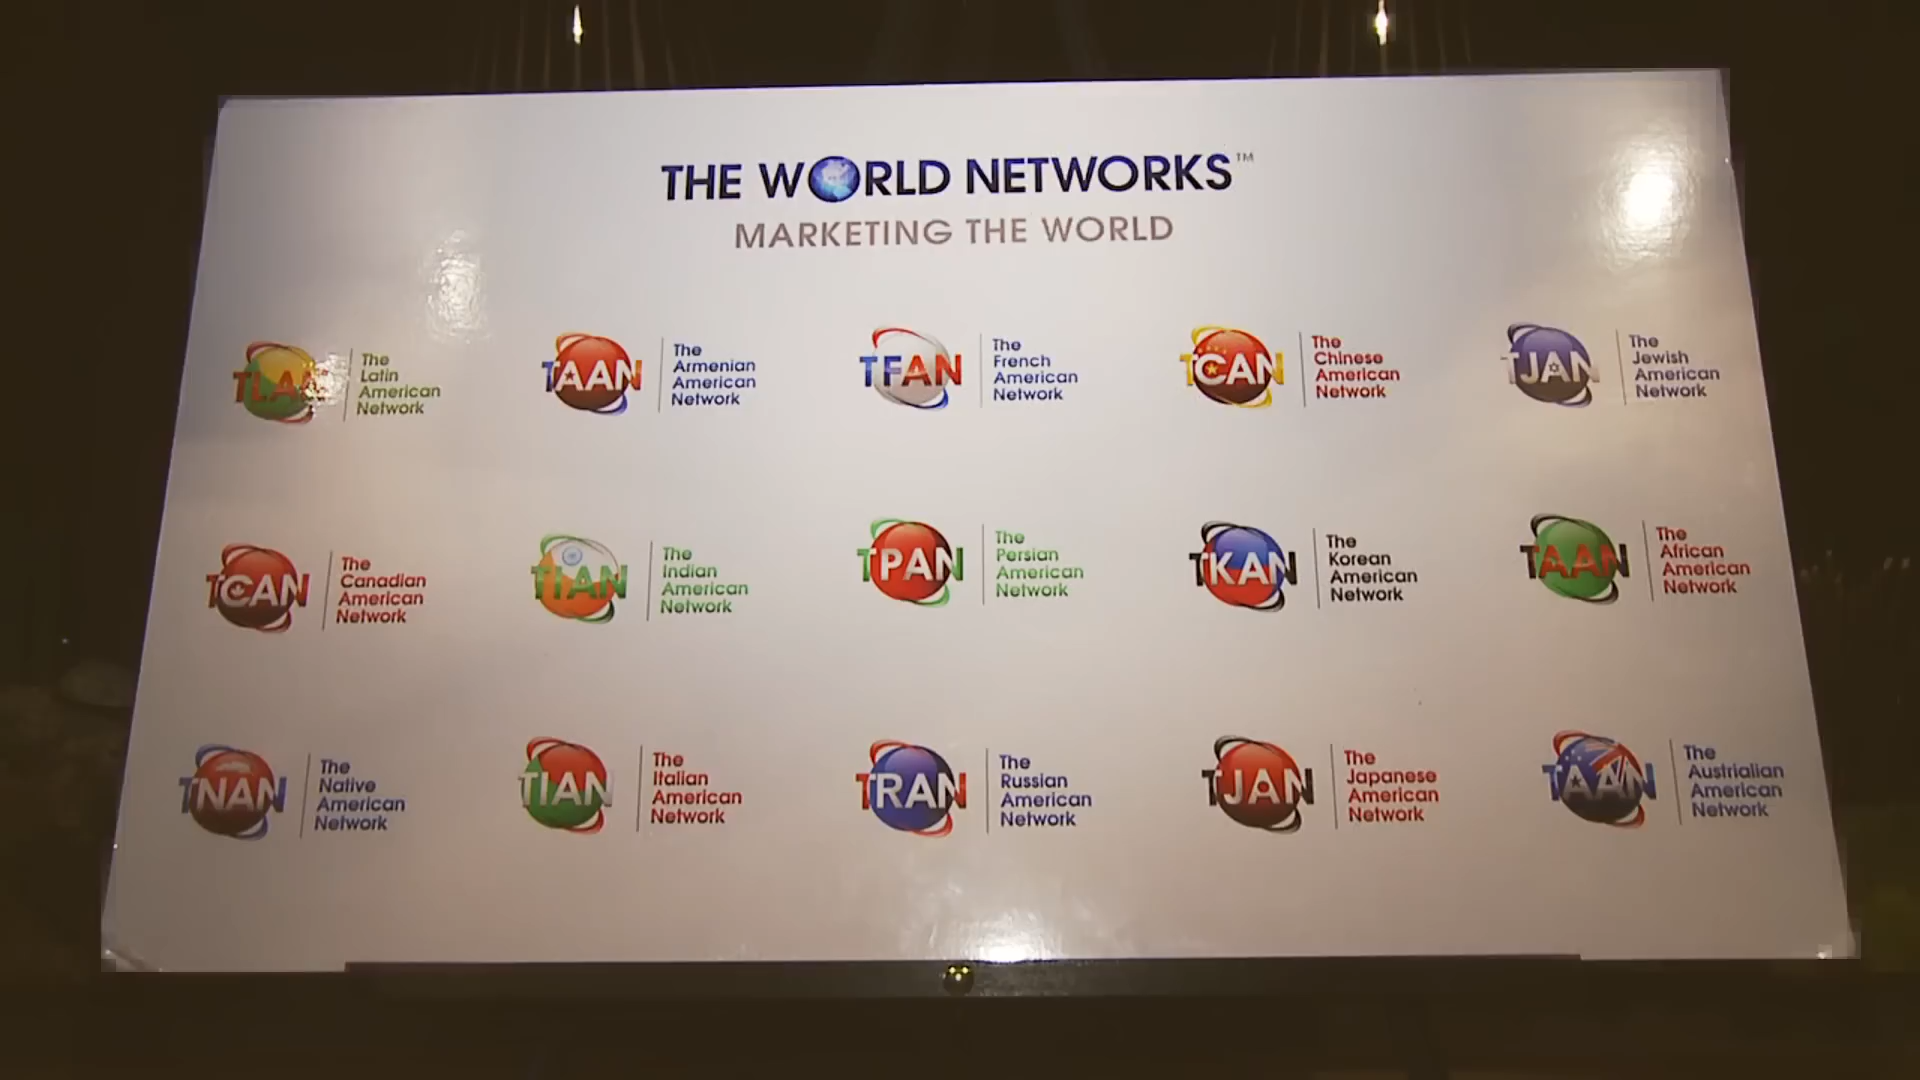 THE WORLD NETWORKS™
MARKETING THE WORLD
The
Latin
American
Network
TAAN
The
Armenian
American
Network
TFAN
The
French
American
Network
TCAN
The
Chinese
American
Network
TJAN
The
Jewish
American
Network
TCAN
The
Canadian
American
Network
TIAN
The
Indian
American
Network
TPAN
The
Persian
American
Network
TKAN
The
Korean
American
Network
TAAN
The
African
American
Network
TNAN
The
Native
American
Network
TIAN
The
Italian
American
Network
TRAN
The
Russian
American
Network
TJAN
The
Japanese
American
Network
TAAN
The
Austrialian
American
Network